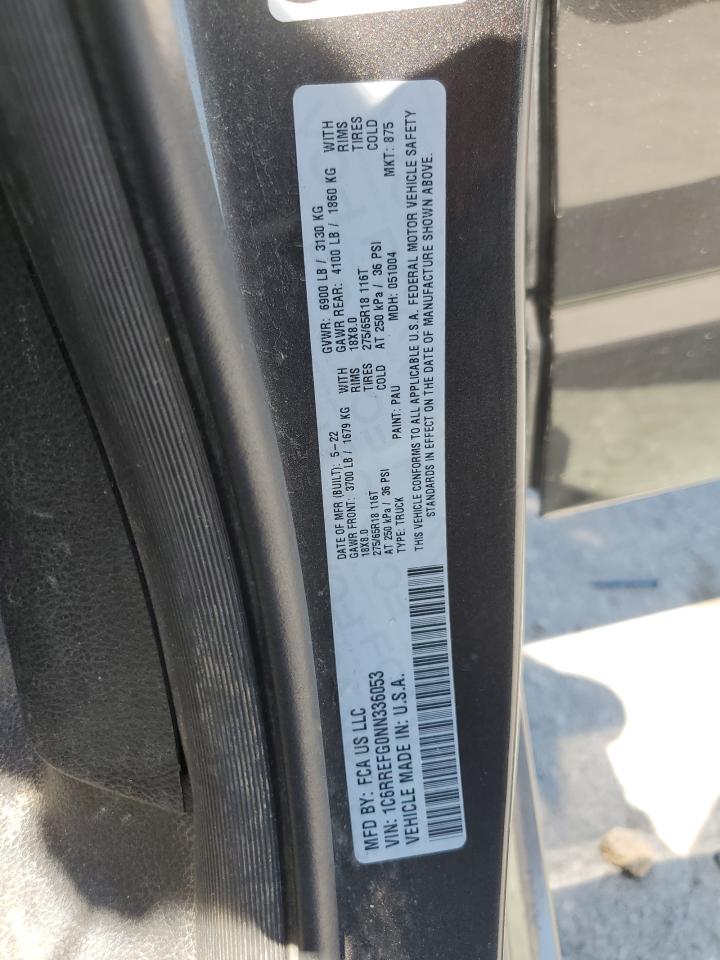 MFD BY: FCA US LLC
DATE OF MFR (BUILT): 5-22
GVWR: 6900 LB / 3130 KG
GAWR FRONT: 3700 LB / 1679 KG WITH
GAWR REAR: 4100 LB / 1860 KG WITH
18X8.0 RIMS
18X8.0 RIMS
275/65R18 116T TIRES
275/65R18 116T TIRES
AT 250 kPa / 36 PSI COLD
AT 250 kPa / 36 PSI COLD
VIN: 1C6RREFG0NN336053
TYPE: TRUCK PAINT: PAU MDH: 051004 MKT: 875
VEHICLE MADE IN: U.S.A.
THIS VEHICLE CONFORMS TO ALL APPLICABLE U.S.A. FEDERAL MOTOR VEHICLE SAFETY
STANDARDS IN EFFECT ON THE DATE OF MANUFACTURE SHOWN ABOVE.